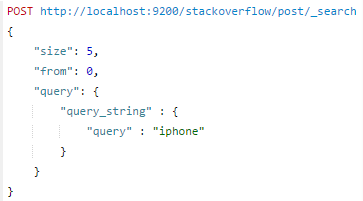 POST http://localhost:9200/stackoverflow/post/_search
{
    "size": 5,
    "from": 0,
    "query": {
        "query_string" : {
            "query" : "iphone"
        }
    }
}